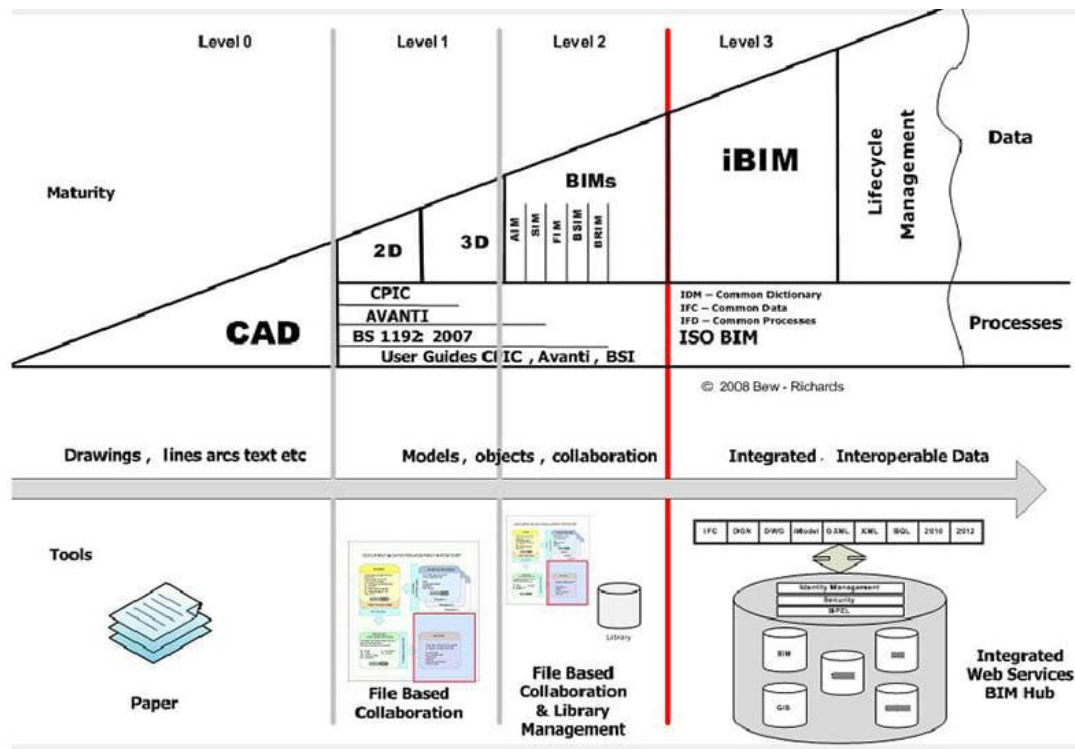 Level 0
Level 1
Level 2
Level 3
Maturity
CAD
2D
3D
BIMs
AIM
SIM
FIM
BSIM
BRIM
iBIM
Lifecycle
Management
Data
CPIC
AVANTI
BS 1192: 2007
User Guides CPIC , Avanti , BSI
IDM – Common Dictionary
IFC – Common Data
IFD – Common Processes
ISO BIM
Processes
© 2008 Bew - Richards
Drawings , lines arcs text etc
Models , objects , collaboration
Integrated , Interoperable Data
Tools
Paper
File Based
Collaboration
Library
File Based
Collaboration
& Library
Management
IFC DGN DWG iModel GXML XML BQL 2010 2012
Identity Management
Security
BPEL
BIM
GIS
Integrated
Web Services
BIM Hub